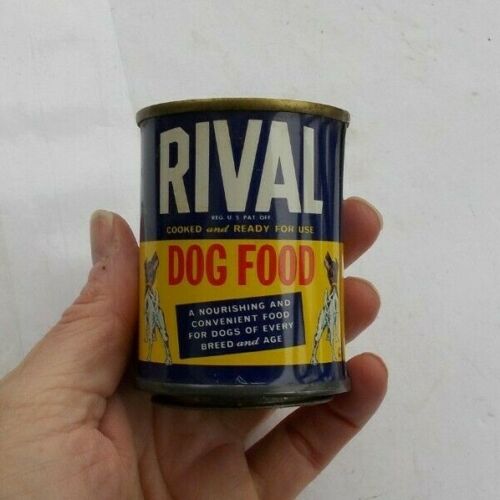 RIVAL
REG. U. S. PAT. OFF.
COOKED and READY FOR USE
DOG FOOD
A NOURISHING AND
CONVENIENT FOOD
FOR DOGS OF EVERY
BREED and AGE